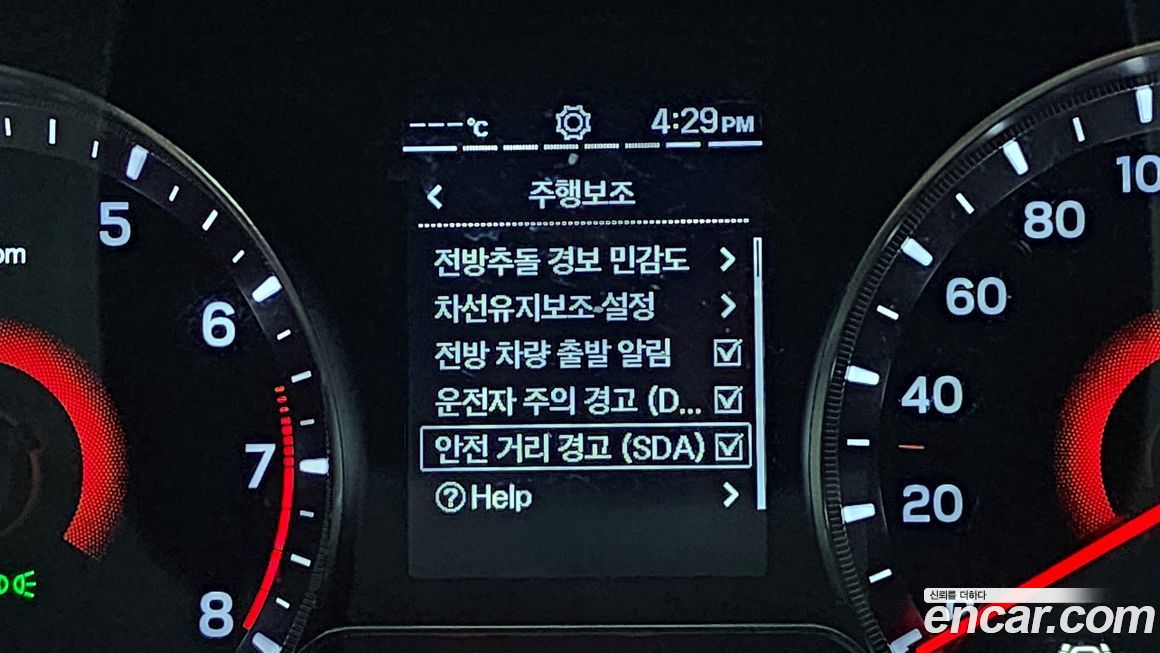 ---°C 4:29PM
주행보조
전방추돌 경보 민감도
차선유지보조 설정
전방 차량 출발 알림
운전자 주의 경고 (D...
안전 거리 경고 (SDA)
? Help
5
6
7
8
10
80
60
40
20
신뢰를 더하다
encar.com